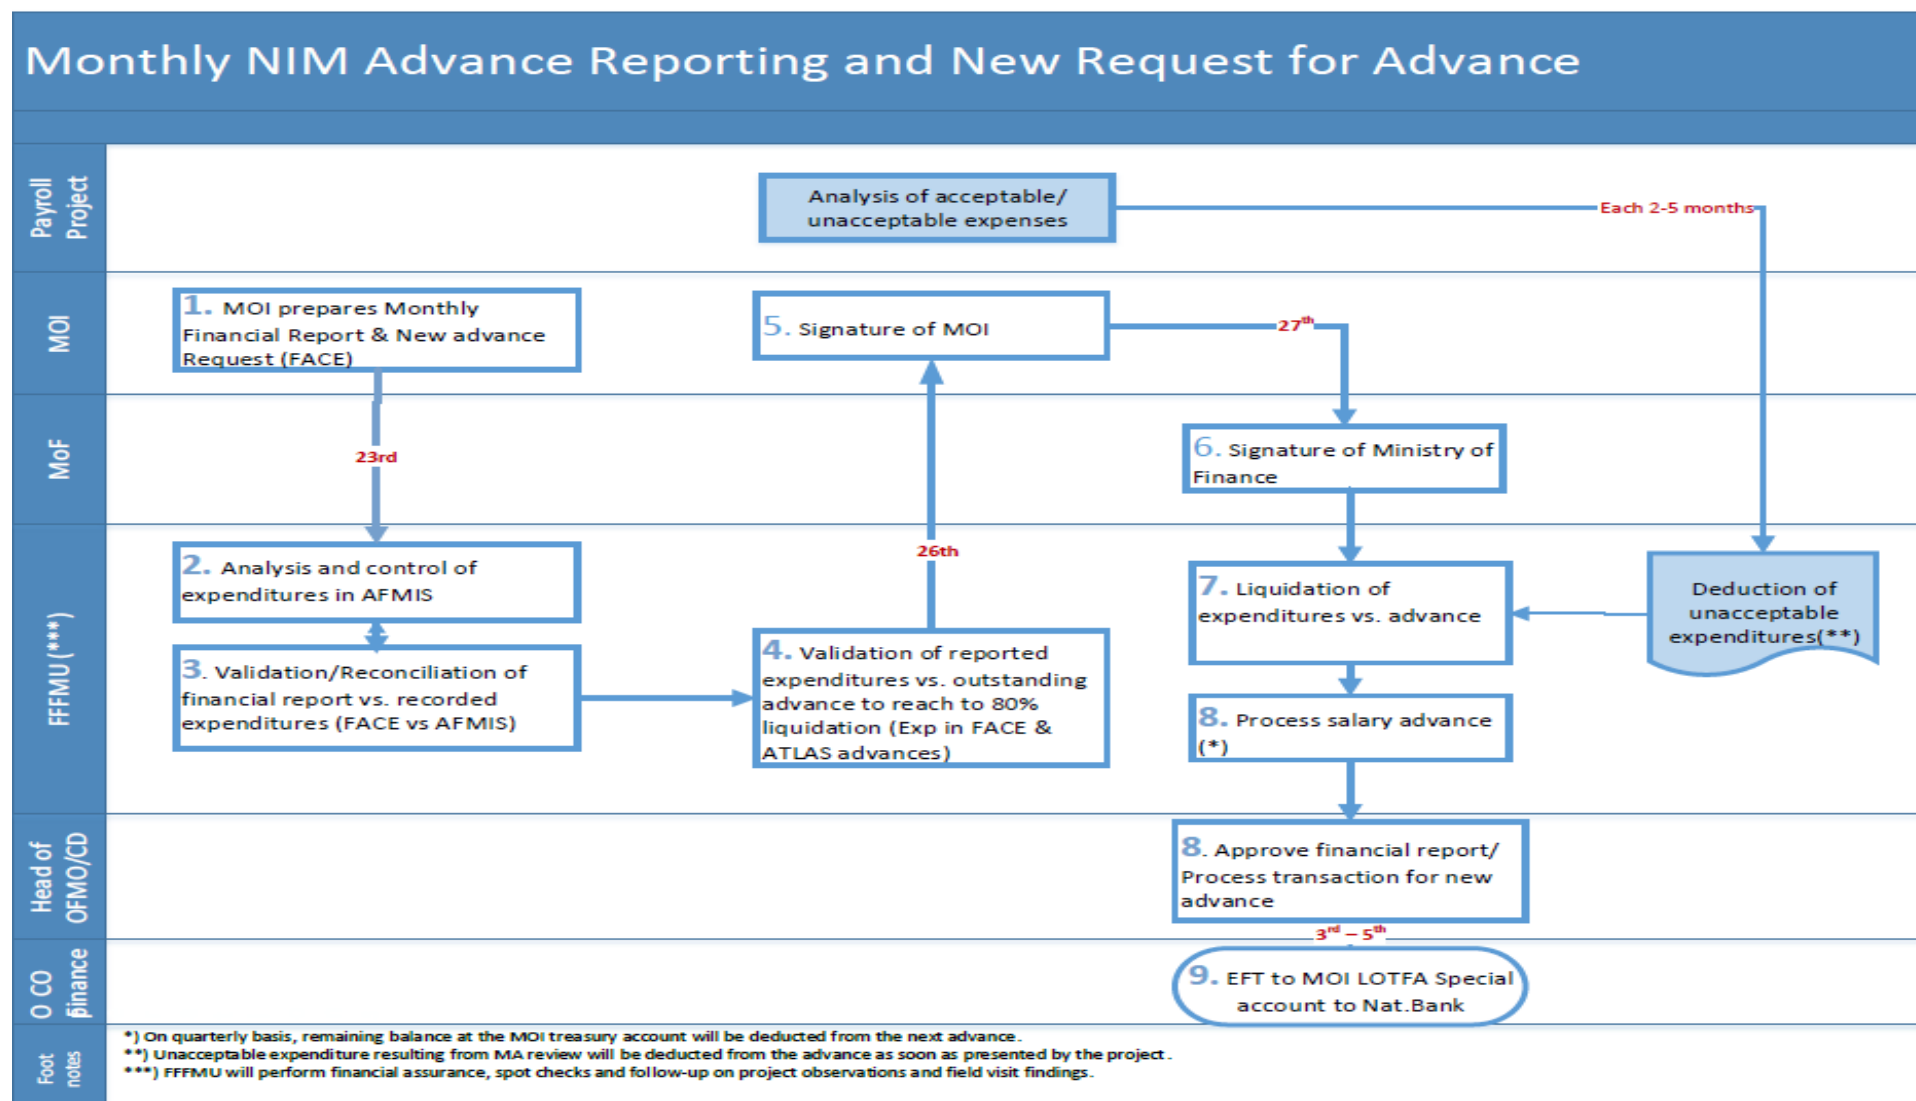 Monthly NIM Advance Reporting and New Request for Advance
Payroll
Project
Analysis of acceptable/
unacceptable expenses
Each 2-5 months
MOI
1. MOI prepares Monthly
Financial Report & New advance
Request (FACE)
5. Signature of MOI
27th
MoF
23rd
6. Signature of Ministry of
Finance
FFFMU (***)
2. Analysis and control of
expenditures in AFMIS
26th
7. Liquidation of
expenditures vs. advance
Deduction of
unacceptable
expenditures(**)
3. Validation/Reconciliation of
financial report vs. recorded
expenditures (FACE vs AFMIS)
4. Validation of reported
expenditures vs. outstanding
advance to reach to 80%
liquidation (Exp in FACE &
ATLAS advances)
8. Process salary advance
(*)
Head of
OFMO/CD
8. Approve financial report/
Process transaction for new
advance
3rd – 5th
O CO
Finance
9. EFT to MOI LOTFA Special
account to Nat.Bank
Foot
notes
*) On quarterly basis, remaining balance at the MOI treasury account will be deducted from the next advance.
**) Unacceptable expenditure resulting from MA review will be deducted from the advance as soon as presented by the project.
***) FFFMU will perform financial assurance, spot checks and follow-up on project observations and field visit findings.